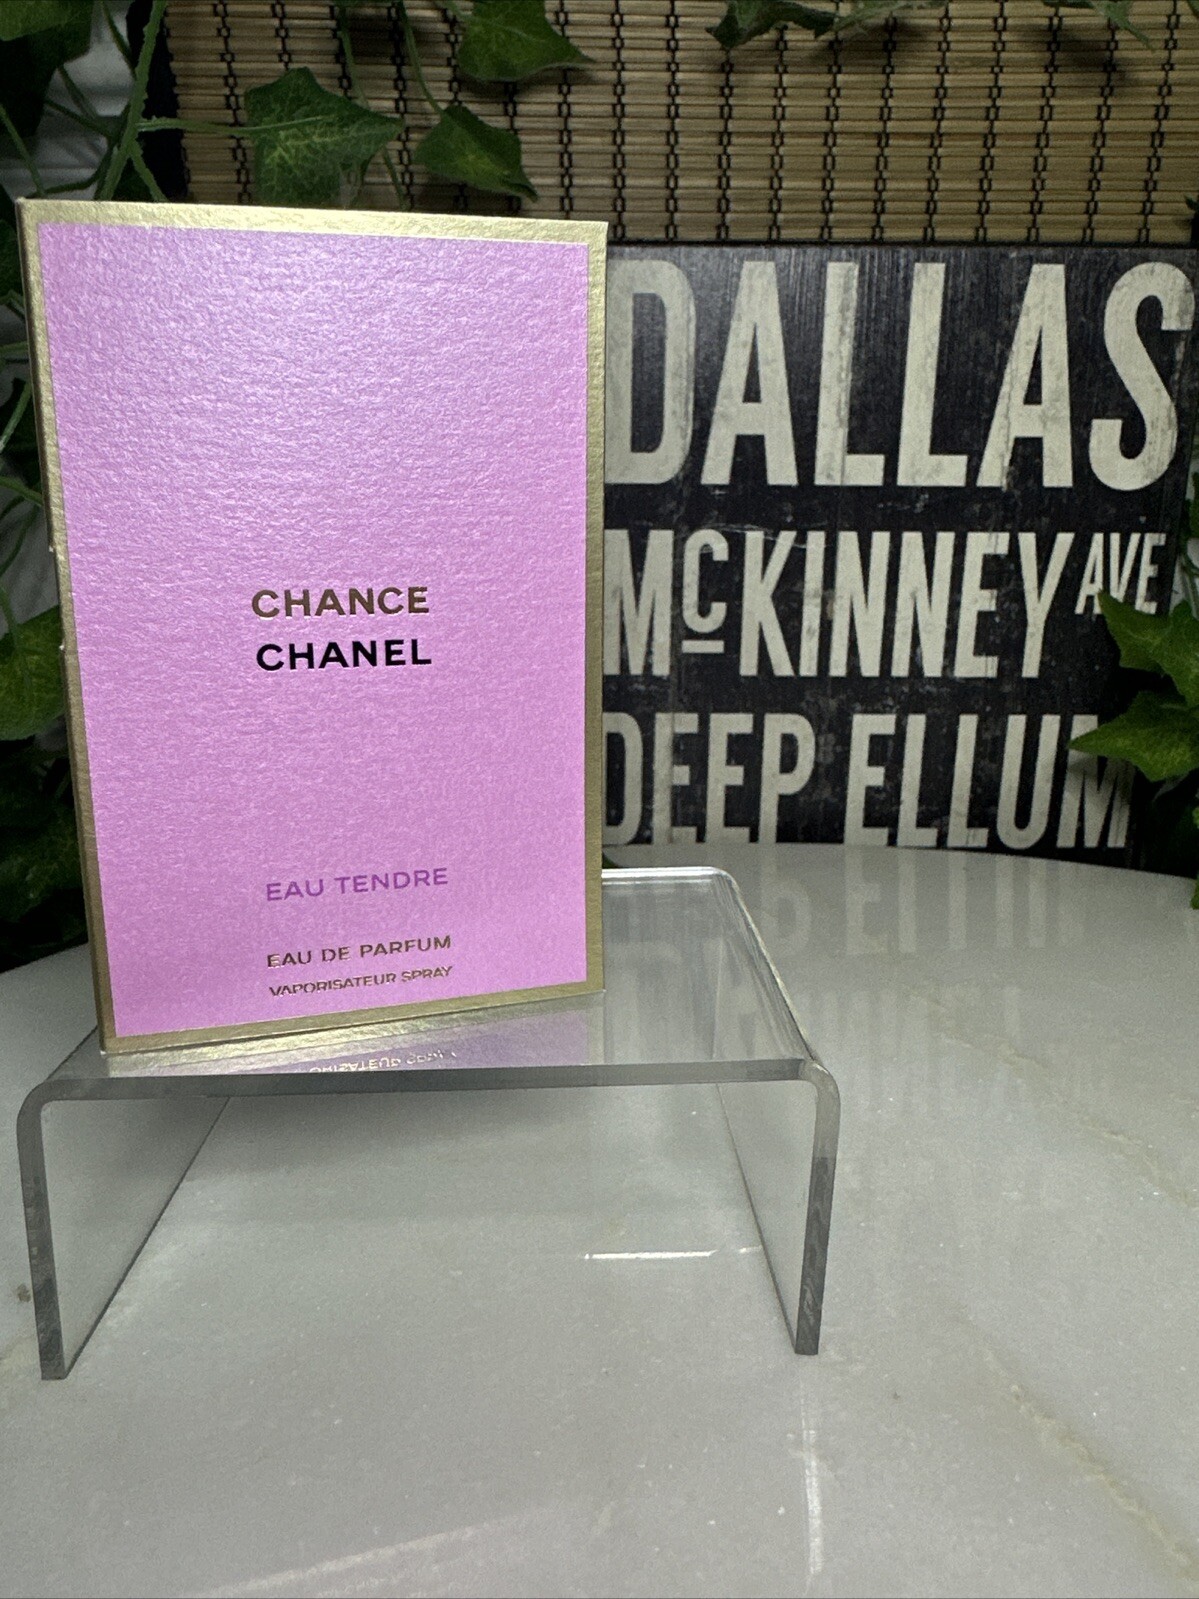 CHANCE
CHANEL
EAU TENDRE
EAU DE PARFUM
VAPORISATEUR SPRAY
DALLAS
McKINNEY AVE
DEEP ELLUM